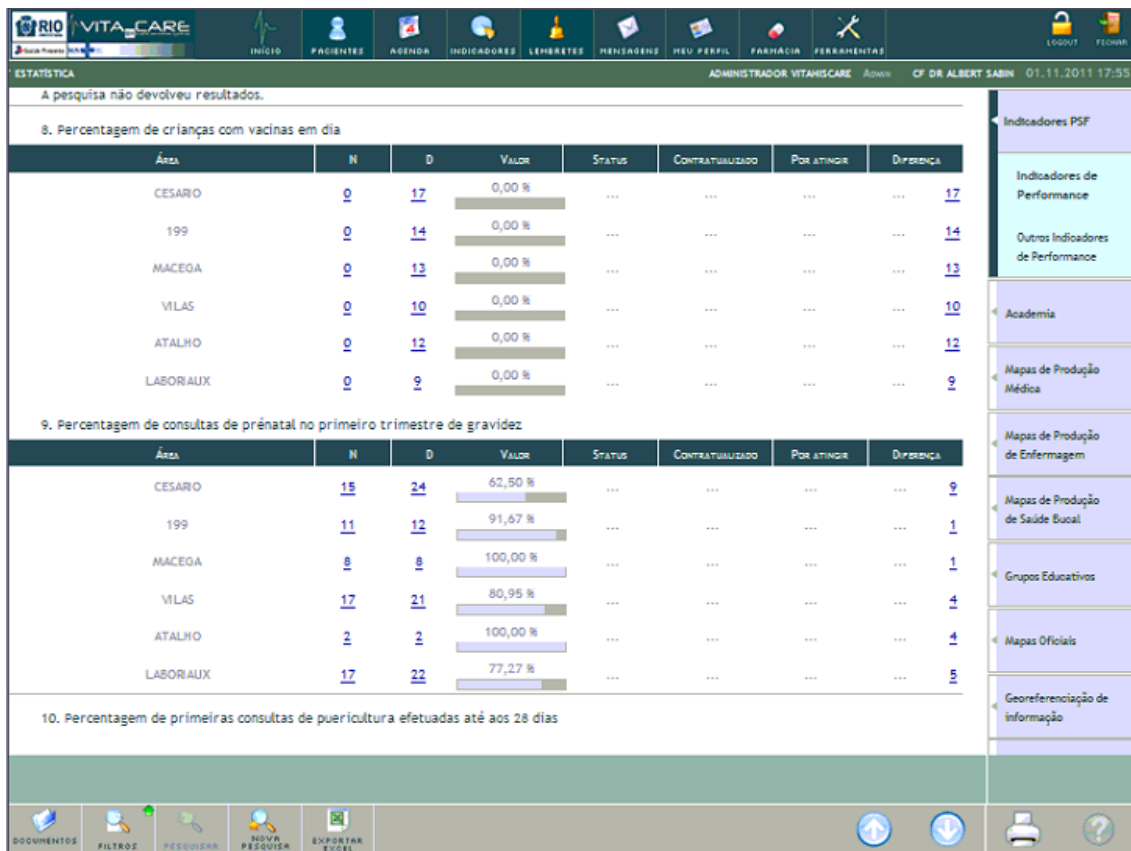 RIO VITA CARE
INÍCIO PACIENTES AGENDA INDICADORES LEMBRETES MENSAGENS MEU PERFIL FARMÁCIA FERRAMENTAS LOGOUT FECHAR
ESTATÍSTICA ADMINISTRADOR VITAHISCARE ADMIN CF DR ALBERT SABIN 01.11.2011 17:55
A pesquisa não devolveu resultados.
8. Percentagem de crianças com vacinas em dia
ÁREA N D VALOR STATUS CONTRATUALIZADO POR ATINGIR DIFERENÇA
CESARIO 0 17 0,00 % ... ... ... ... 17
199 0 14 0,00 % ... ... ... ... 14
MACEGA 0 13 0,00 % ... ... ... ... 13
VILAS 0 10 0,00 % ... ... ... ... 10
ATALHO 0 12 0,00 % ... ... ... ... 12
LABORIAUX 0 9 0,00 % ... ... ... ... 9
9. Percentagem de consultas de prénatal no primeiro trimestre de gravidez
ÁREA N D VALOR STATUS CONTRATUALIZADO POR ATINGIR DIFERENÇA
CESARIO 15 24 62,50 % ... ... ... ... 9
199 11 12 91,67 % ... ... ... ... 1
MACEGA 8 8 100,00 % ... ... ... ... 1
VILAS 17 21 80,95 % ... ... ... ... 4
ATALHO 2 2 100,00 % ... ... ... ... 4
LABORIAUX 17 22 77,27 % ... ... ... ... 5
10. Percentagem de primeiras consultas de puericultura efetuadas até aos 28 dias
Indicadores PSF
Indicadores de
Performance
Outros Indicadores
de Performance
Academia
Mapas de Produção
Médica
Mapas de Produção
de Enfermagem
Mapas de Produção
de Saúde Bucal
Grupos Educativos
Mapas Oficiais
Georeferenciação de
informação
DOCUMENTOS FILTROS PESQUISAR NOVA
PESQUISA EXPORTAR
EXCEL